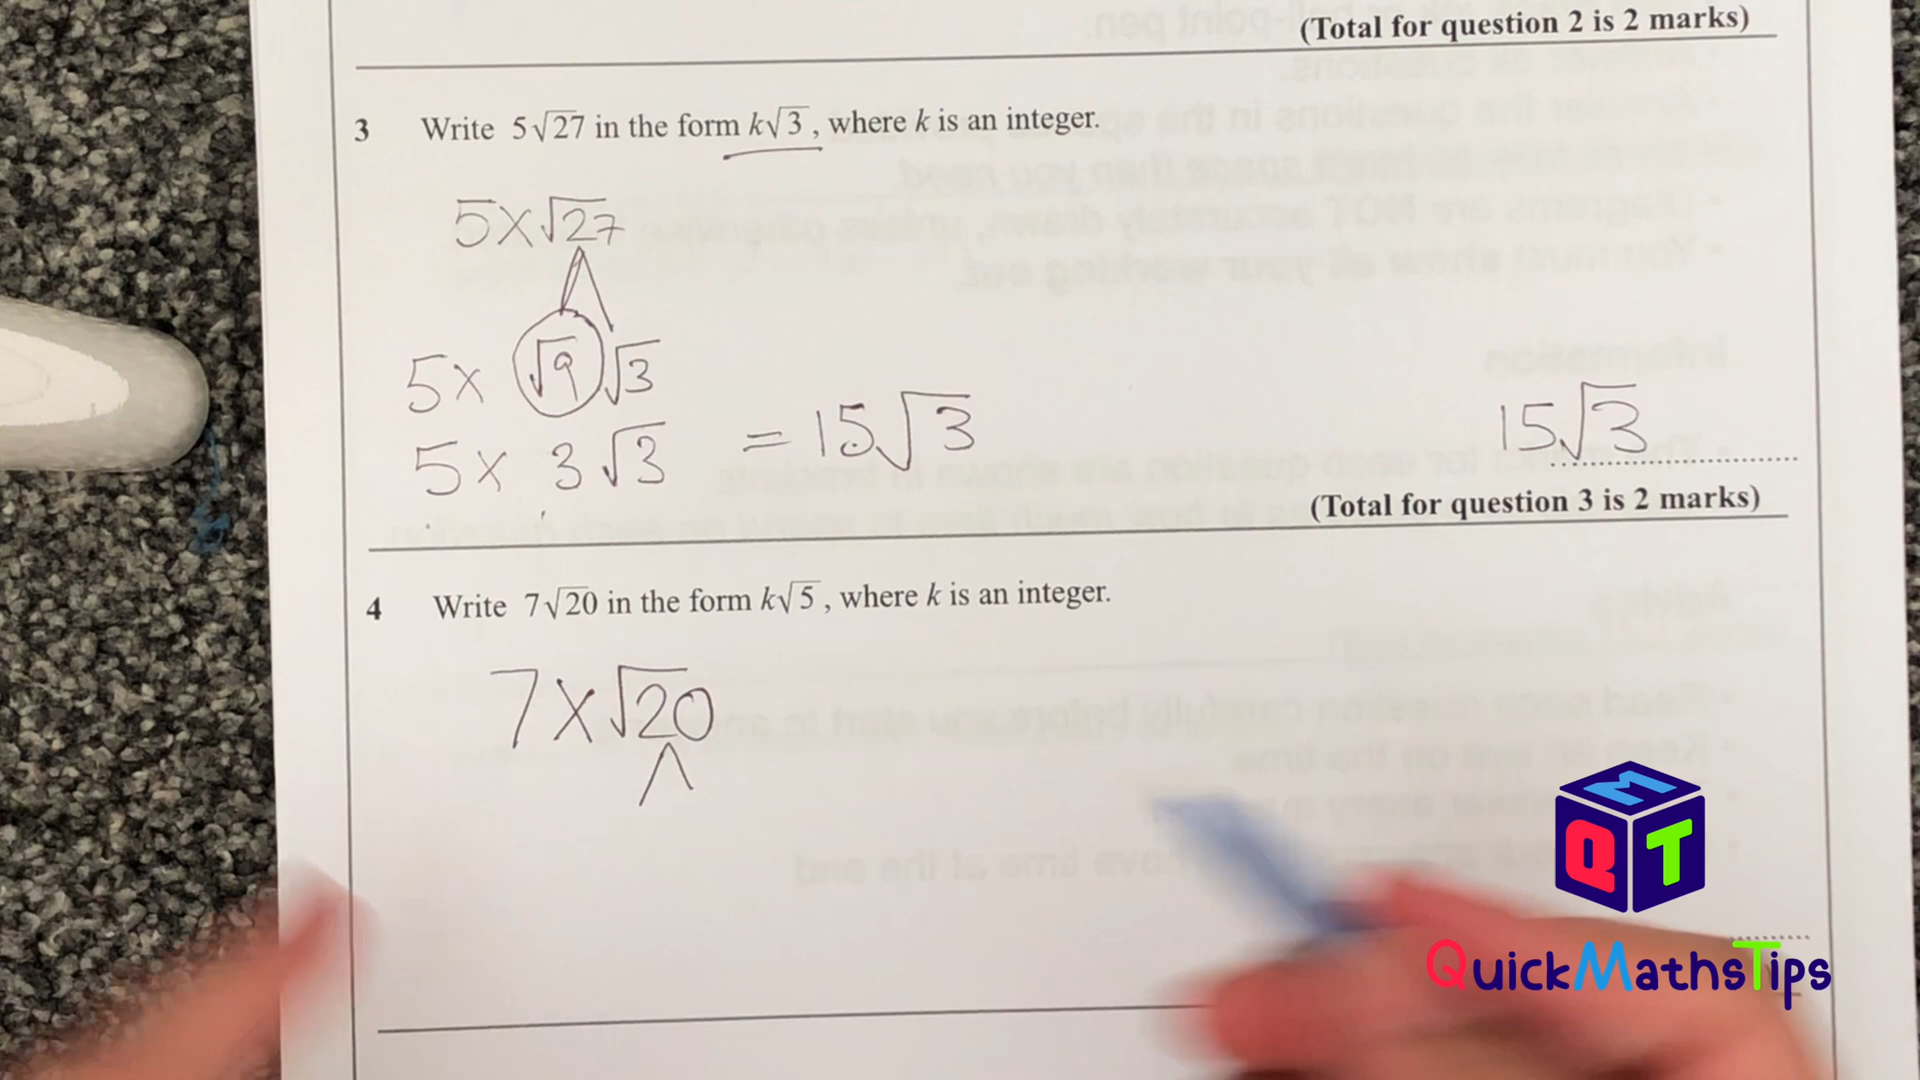 (Total for question 2 is 2 marks)
3 Write 5√27 in the form k√3, where k is an integer.
5×√27
5× √9 √3
5× 3√3 = 15√3
15√3
(Total for question 3 is 2 marks)
4 Write 7√20 in the form k√5, where k is an integer.
7×√20
M
Q T
QuickMathsTips